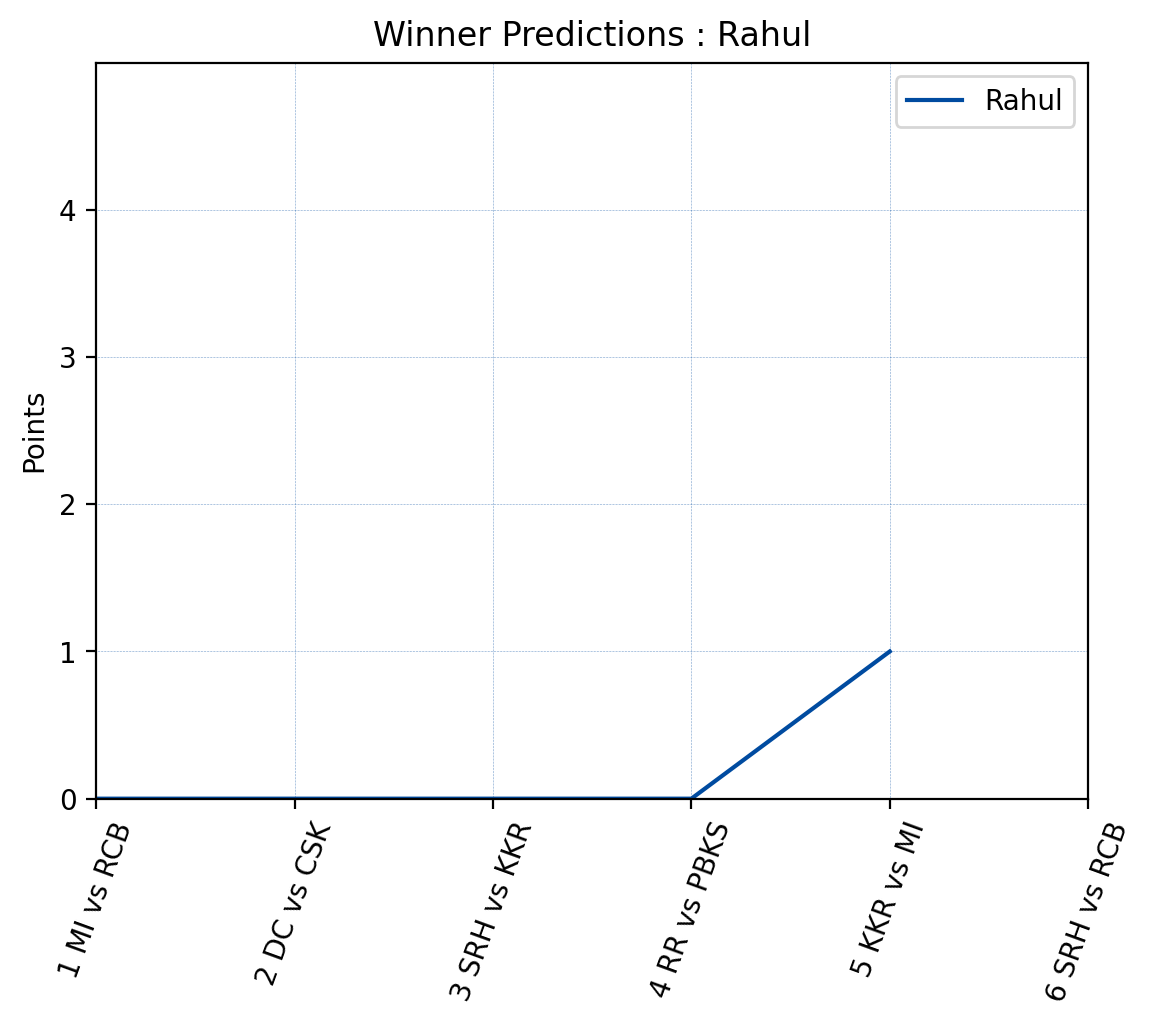 Winner Predictions : Rahul
Rahul
Points
4
3
2
1
0
1 MI vs RCB
2 DC vs CSK
3 SRH vs KKR
4 RR vs PBKS
5 KKR vs MI
6 SRH vs RCB